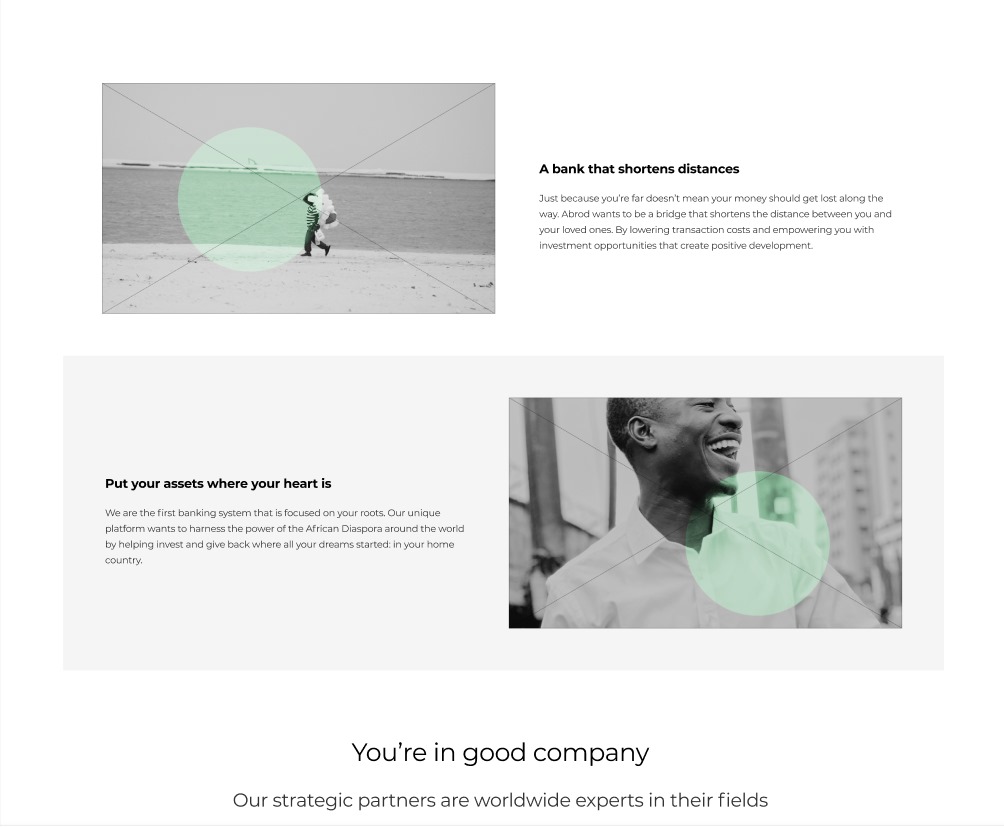 A bank that shortens distances
Just because you're far doesn't mean your money should get lost along the
way. Abrod wants to be a bridge that shortens the distance between you and
your loved ones. By lowering transaction costs and empowering you with
investment opportunities that create positive development.
Put your assets where your heart is
We are the first banking system that is focused on your roots. Our unique
platform wants to harness the power of the African Diaspora around the world
by helping invest and give back where all your dreams started: in your home
country.
You're in good company
Our strategic partners are worldwide experts in their fields